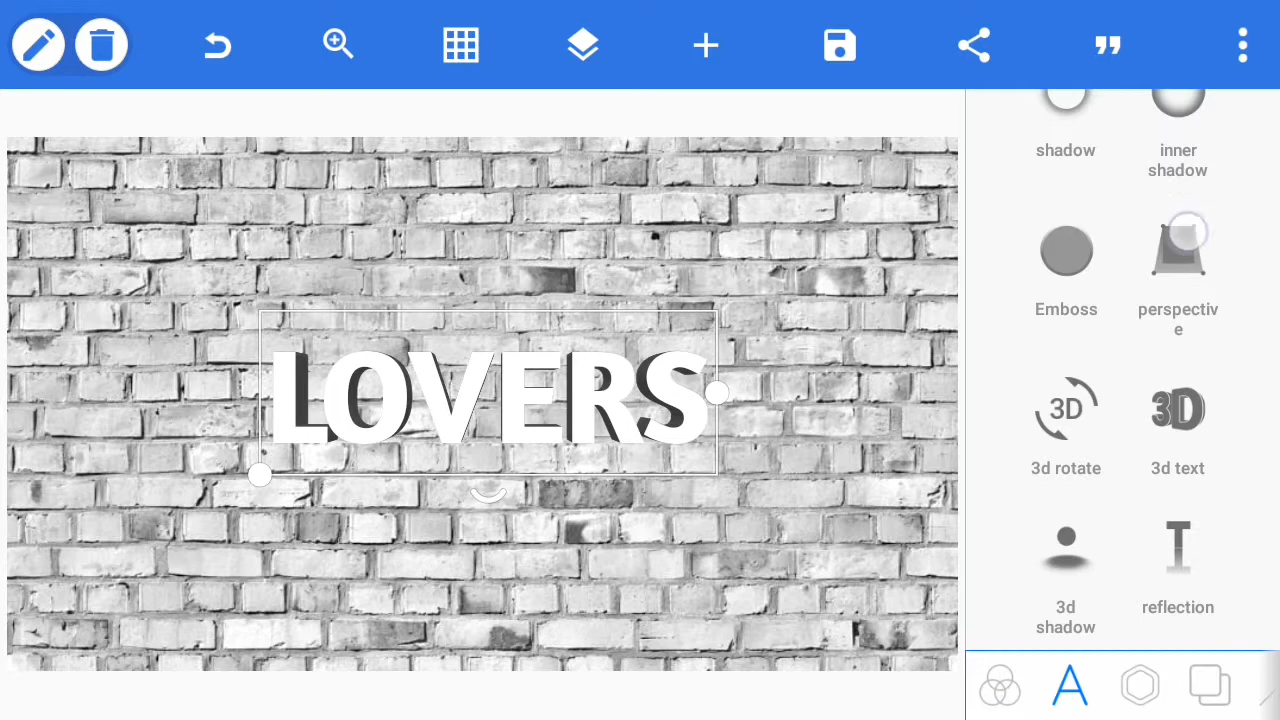 shadow
inner
shadow
Emboss
perspectiv
e
LOVERS
3D
3D
3d rotate
3d text
T
3d
shadow
reflection
A